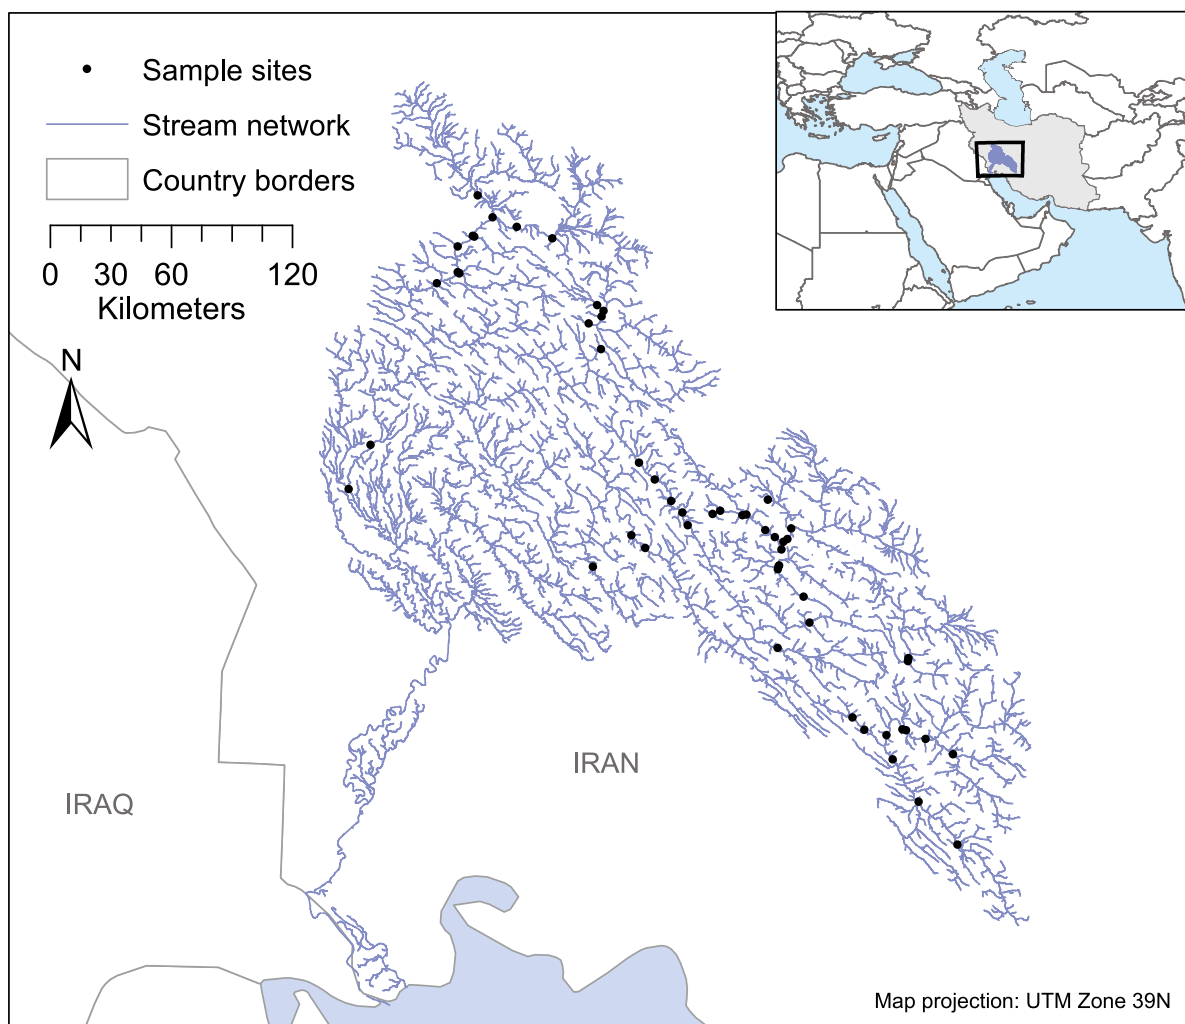 Sample sites
Stream network
Country borders
0 30 60 120
Kilometers
N
IRAN
IRAQ
Map projection: UTM Zone 39N